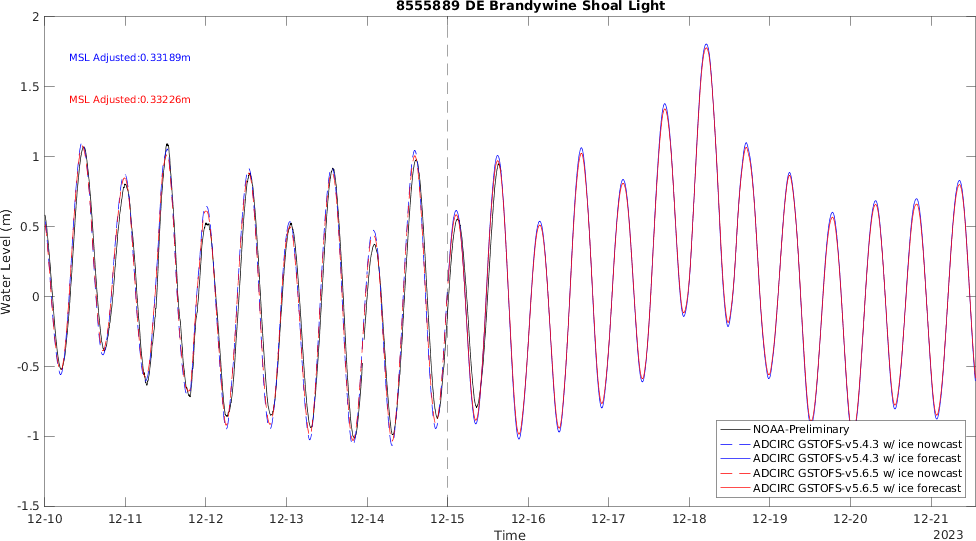 8555889 DE Brandywine Shoal Light
MSL Adjusted:0.33189m
MSL Adjusted:0.33226m
Water Level (m)
2
1.5
1
0.5
0
-0.5
-1
-1.5
NOAA-Preliminary
ADCIRC GSTOFS-v5.4.3 w/ ice nowcast
ADCIRC GSTOFS-v5.4.3 w/ ice forecast
ADCIRC GSTOFS-v5.6.5 w/ ice nowcast
ADCIRC GSTOFS-v5.6.5 w/ ice forecast
12-10 12-11 12-12 12-13 12-14 12-15 12-16 12-17 12-18 12-19 12-20 12-21
Time
2023